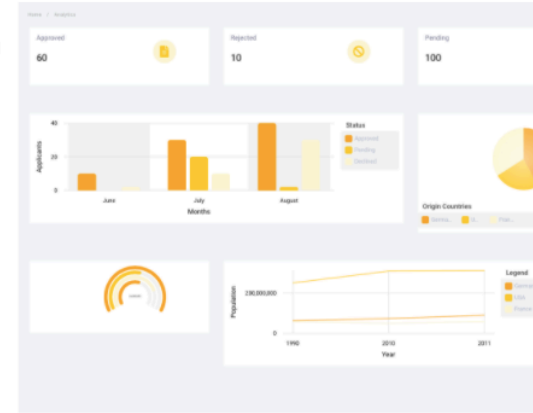 Home / Analytics
Approved
60
Rejected
10
Pending
100
40
20
0
Applicants
June
July
August
Months
Status
Approved
Pending
Declined
Origin Countries
190,000,000
0
Population
1990
2010
2011
Year
Legend
USA